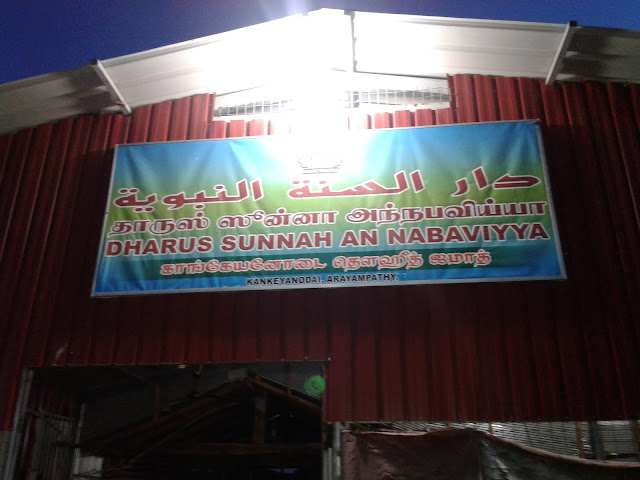 دار السنة النبوية
தாருஸ் ஸுன்னா அந்நபவிய்யா
DHARUS SUNNAH AN NABAVIYYA
காங்கேயனோடை தௌஹீத் ஜமாத்
KANKEYANODAI, ARAYAMPATHY.